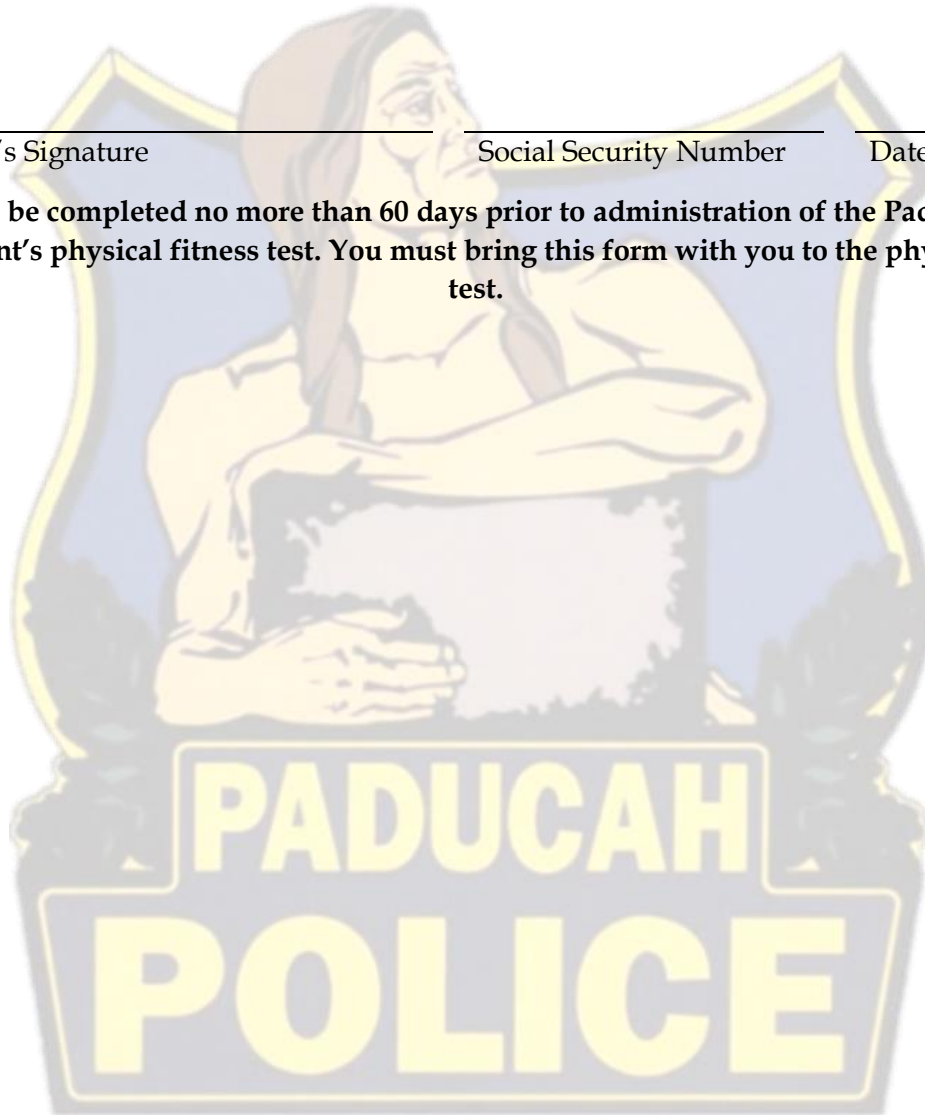 's Signature Social Security Number Date
be completed no more than 60 days prior to administration of the Pad
nt's physical fitness test. You must bring this form with you to the phy
test.
PADUCAH
POLICE